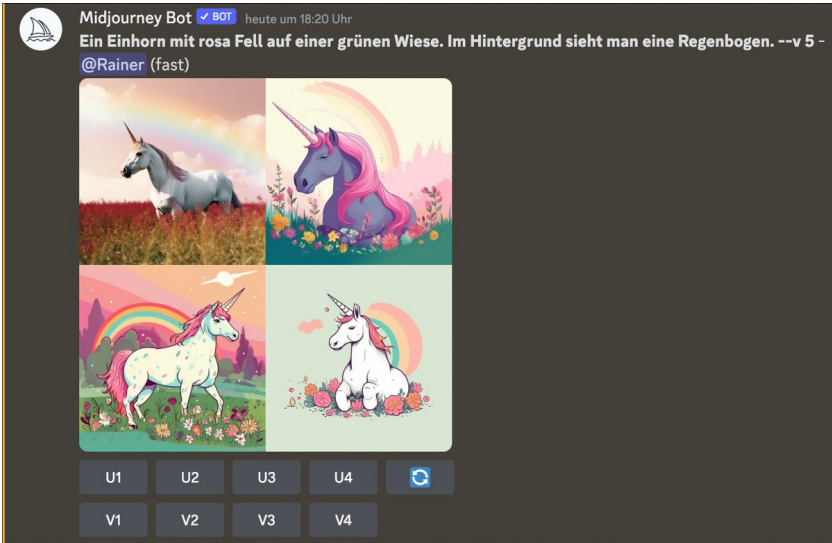 Midjourney Bot ✓ BOT heute um 18:20 Uhr
Ein Einhorn mit rosa Fell auf einer grünen Wiese. Im Hintergrund sieht man eine Regenbogen. --v 5 -
@Rainer (fast)
U1 U2 U3 U4
V1 V2 V3 V4